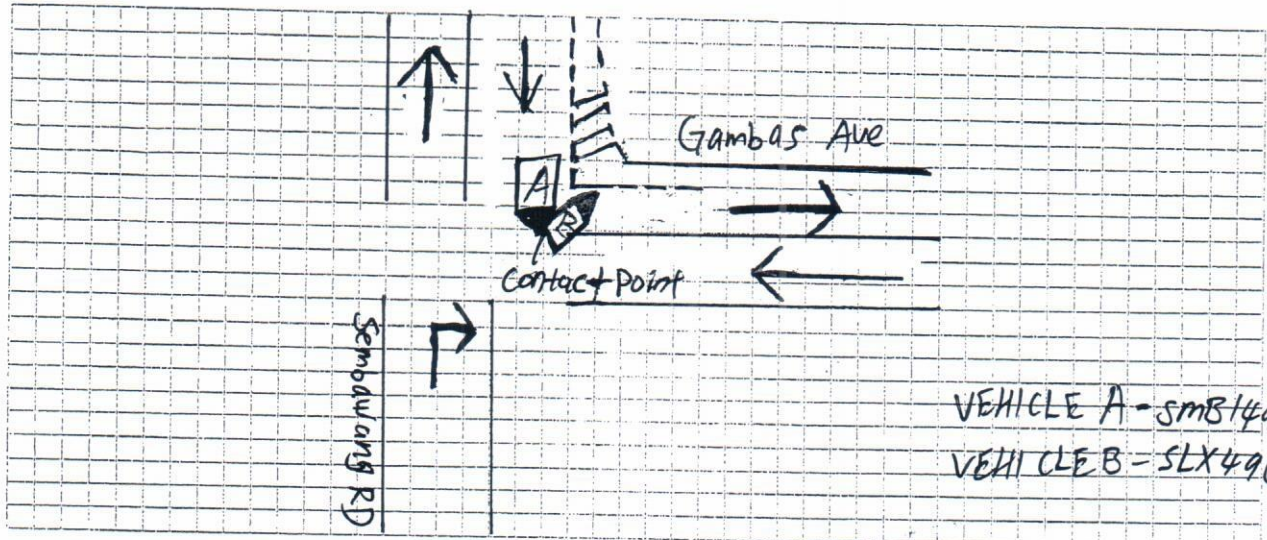 Gambas Ave
A
B
Contact Point
Sembawang RD
VEHICLE A - SMB14
VEHICLE B - SLX49